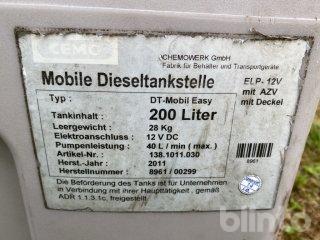 CEMO
CHEMOWERK GmbH
Fabrik für Behälter und Transportgeräte
Mobile Dieseltankstelle
ELP- 12V
mit AZV
mit Deckel
Typ : DT-Mobil Easy
Tankinhalt : 200 Liter
Leergewicht : 28 Kg
Elektroanschluss : 12 V DC
Pumpenleistung : 40 L / min ( max. )
Artikel-Nr. : 138.1011.030
Herst.-Jahr : 2011
Herstellnummer : 8961 / 00299
8961
Die Beförderung des Tanks ist für Unternehmen
in Verbindung mit ihrer Haupttätigkeit , gemäß
ADR 1.1.3.1c, freigestellt
blinto